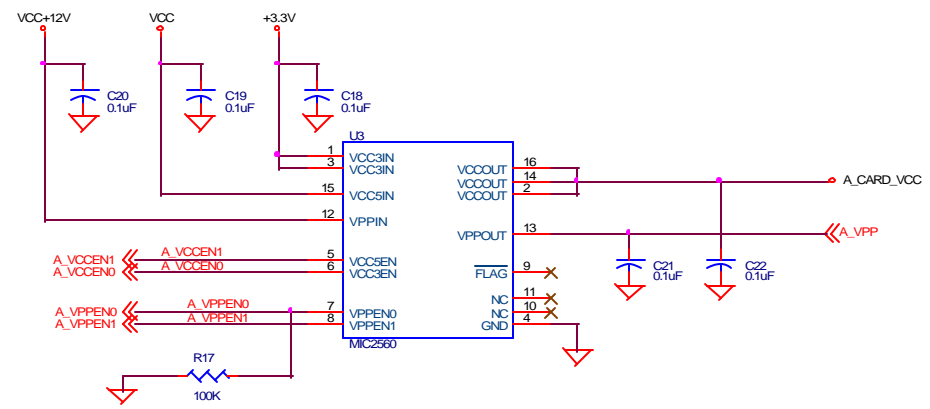 VCC+12V VCC +3.3V
C20 C19 C18
0.1uF 0.1uF 0.1uF
U3
1 VCC3IN VCCOUT 16
3 VCC3IN VCCOUT 14
15 VCC5IN VCCOUT 2
A_CARD_VCC
12 VPPIN VPPOUT 13 A_VPP
A_VCCEN1 A_VCCEN1 5 VCC5EN
A_VCCEN0 A_VCCEN0 6 VCC3EN FLAG 9
C21 C22
0.1uF 0.1uF
NC 11
A_VPPEN0 A_VPPEN0 7 VPPEN0 NC 10
A_VPPEN1 A_VPPEN1 8 VPPEN1 GND 4
MIC2560
R17
100K